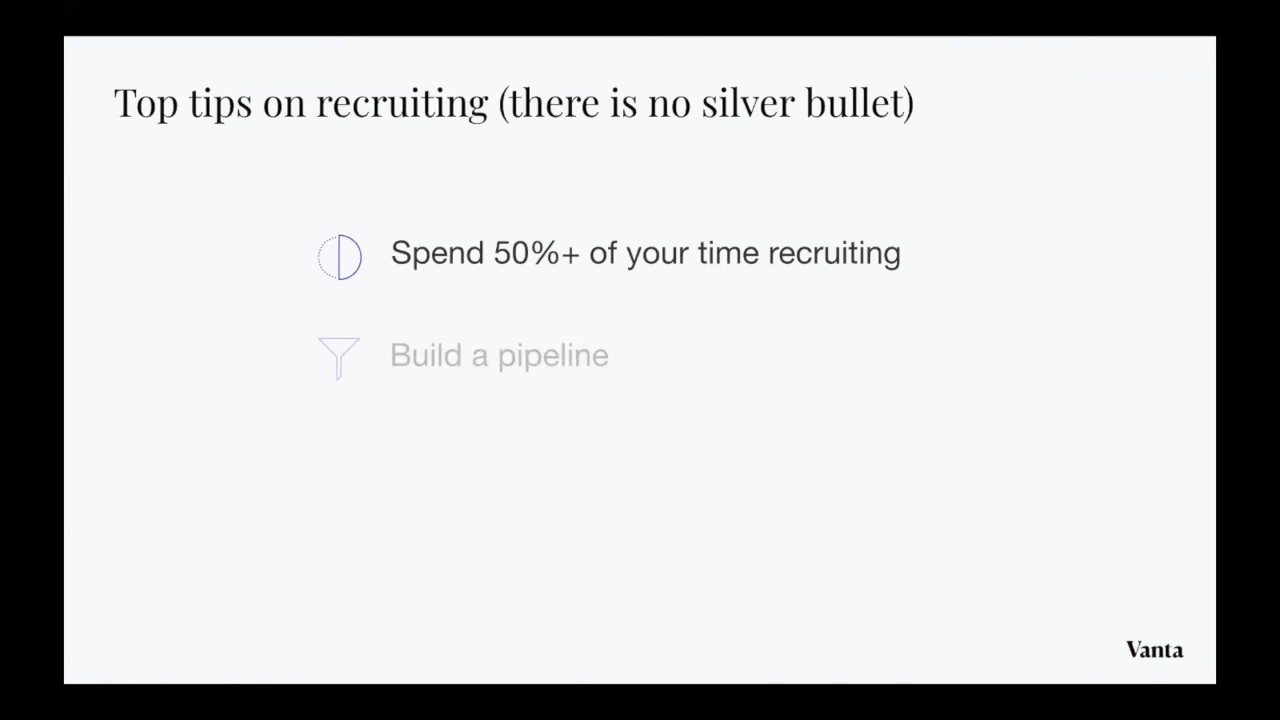 Top tips on recruiting (there is no silver bullet)
Spend 50%+ of your time recruiting
Build a pipeline
Vanta